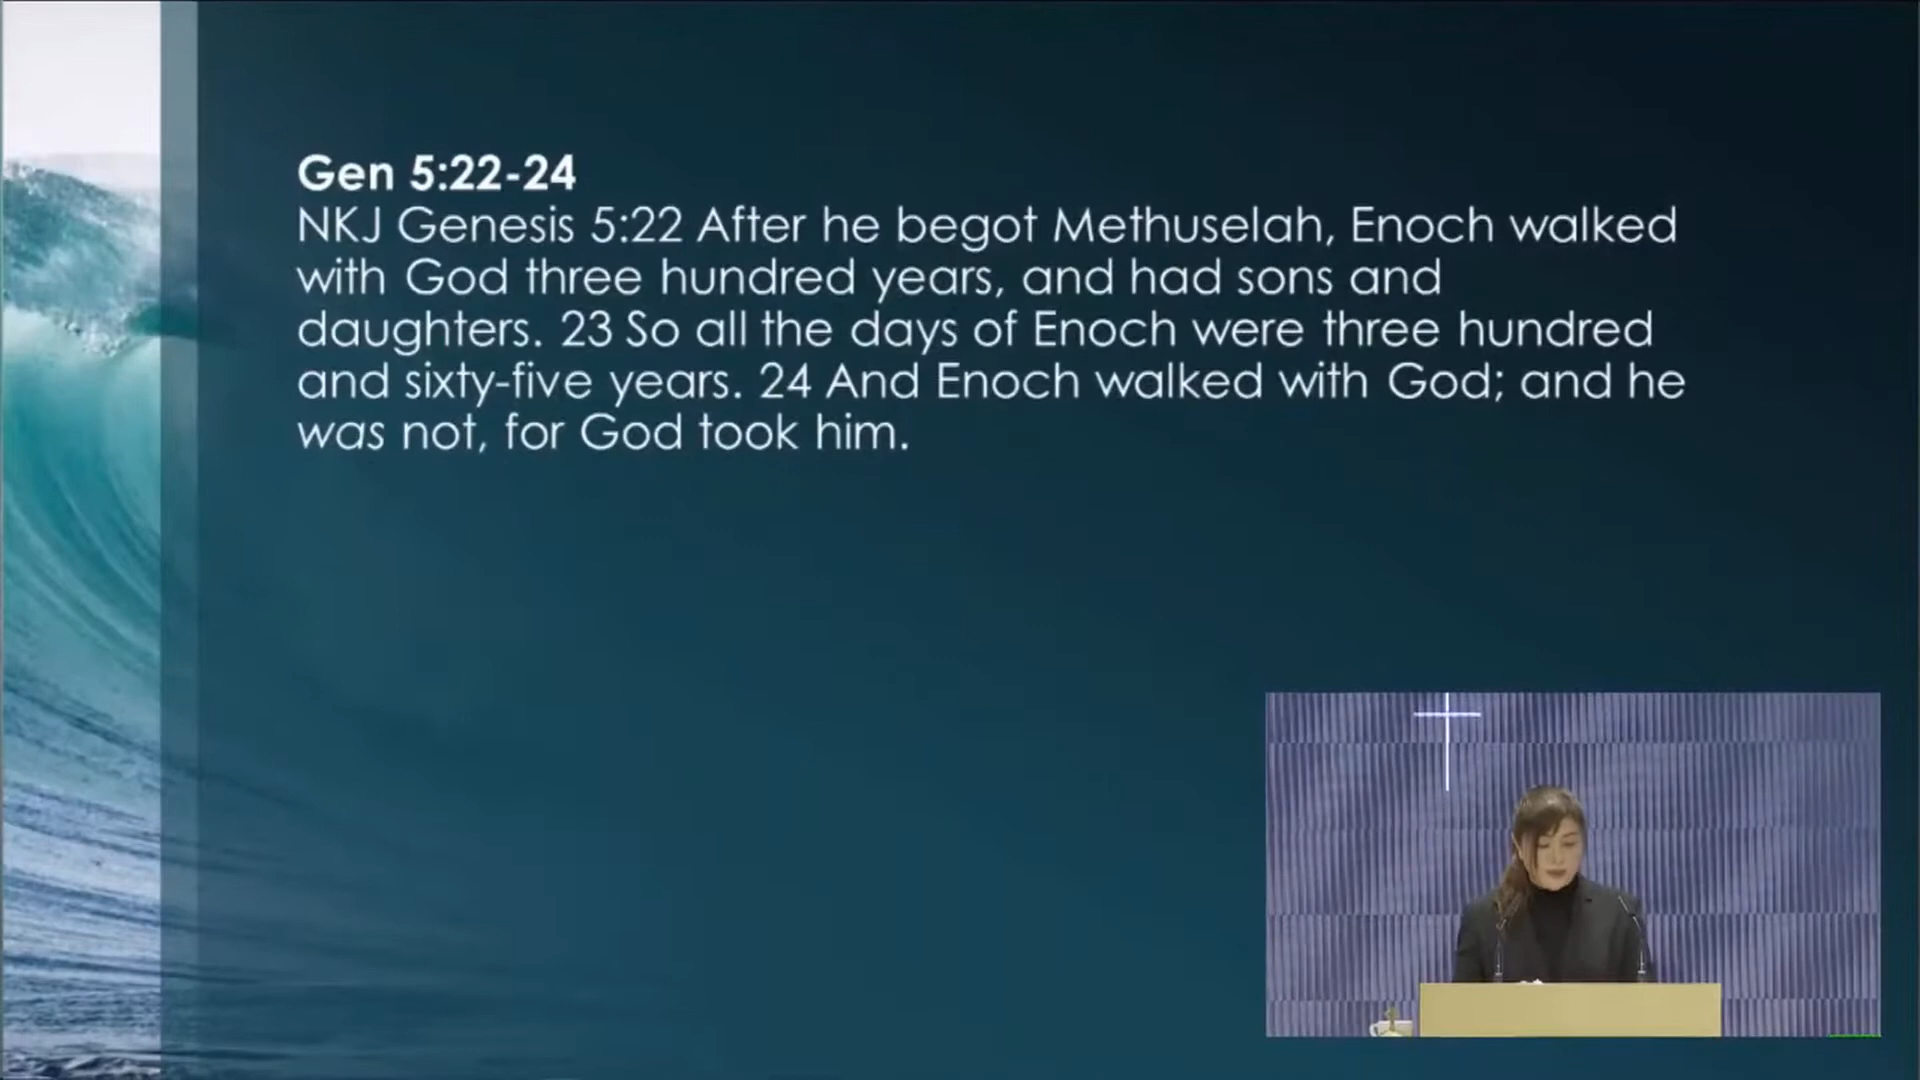 Gen 5:22-24
NKJ Genesis 5:22 After he begot Methuselah, Enoch walked
with God three hundred years, and had sons and
daughters. 23 So all the days of Enoch were three hundred
and sixty-five years. 24 And Enoch walked with God; and he
was not, for God took him.